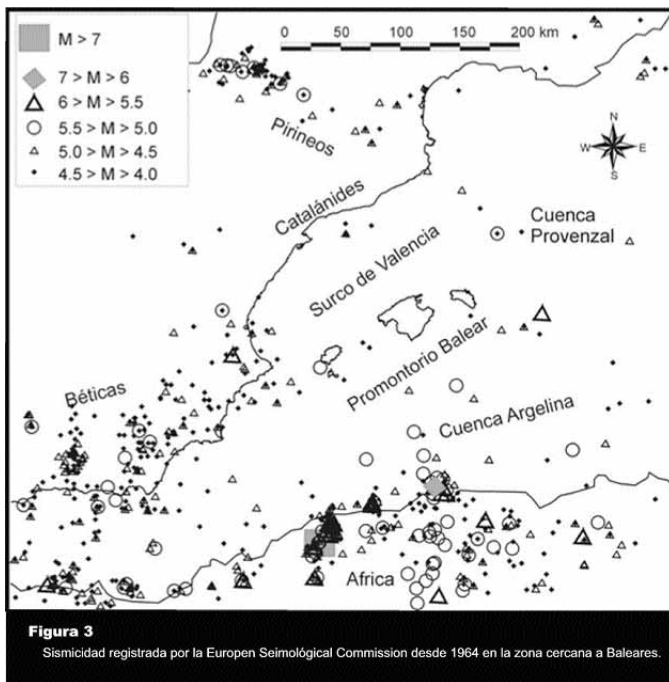 M > 7
7 > M > 6
6 > M > 5.5
5.5 > M > 5.0
5.0 > M > 4.5
4.5 > M > 4.0
0 50 100 150 200 km
N
W E
S
Pirineos
Catalánides
Cuenca
Provenzal
Surco de Valencia
Promontorio Balear
Béticas
Cuenca Argelina
Africa
Figura 3
Sismicidad registrada por la Europen Seimológical Commission desde 1964 en la zona cercana a Baleares.